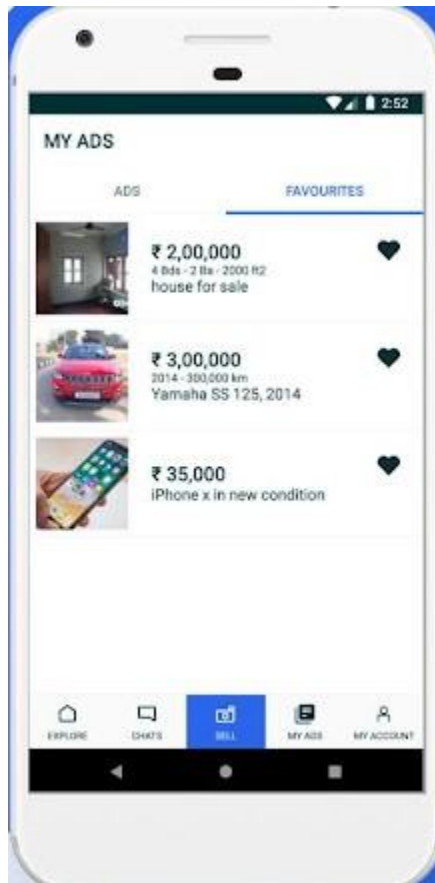 2:52
MY ADS
ADS
FAVOURITES
₹ 2,00,000
4 Bds - 2 Ba - 2000 ft2
house for sale
₹ 3,00,000
2014 - 300,000 km
Yamaha SS 125, 2014
₹ 35,000
iPhone x in new condition
EXPLORE
CHATS
SELL
MY ADS
MY ACCOUNT